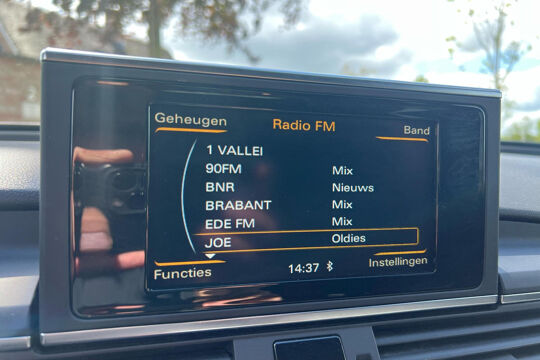 Geheugen Radio FM Band
1 VALLEI
90FM Mix
BNR Nieuws
BRABANT Mix
EDE FM Mix
JOE Oldies
Functies 14:37 Instellingen